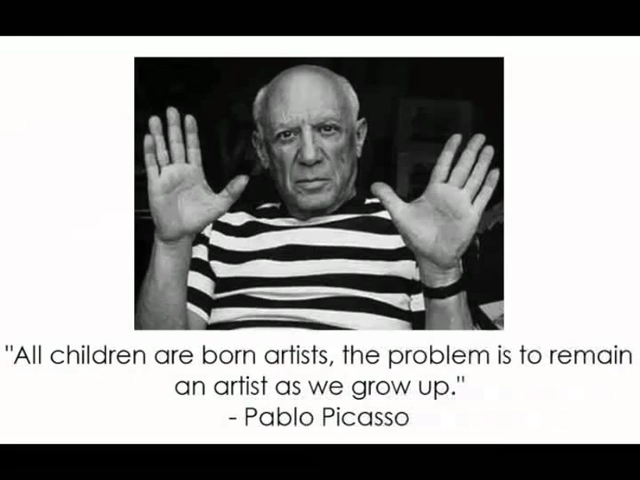 "All children are born artists, the problem is to remain
an artist as we grow up."
- Pablo Picasso